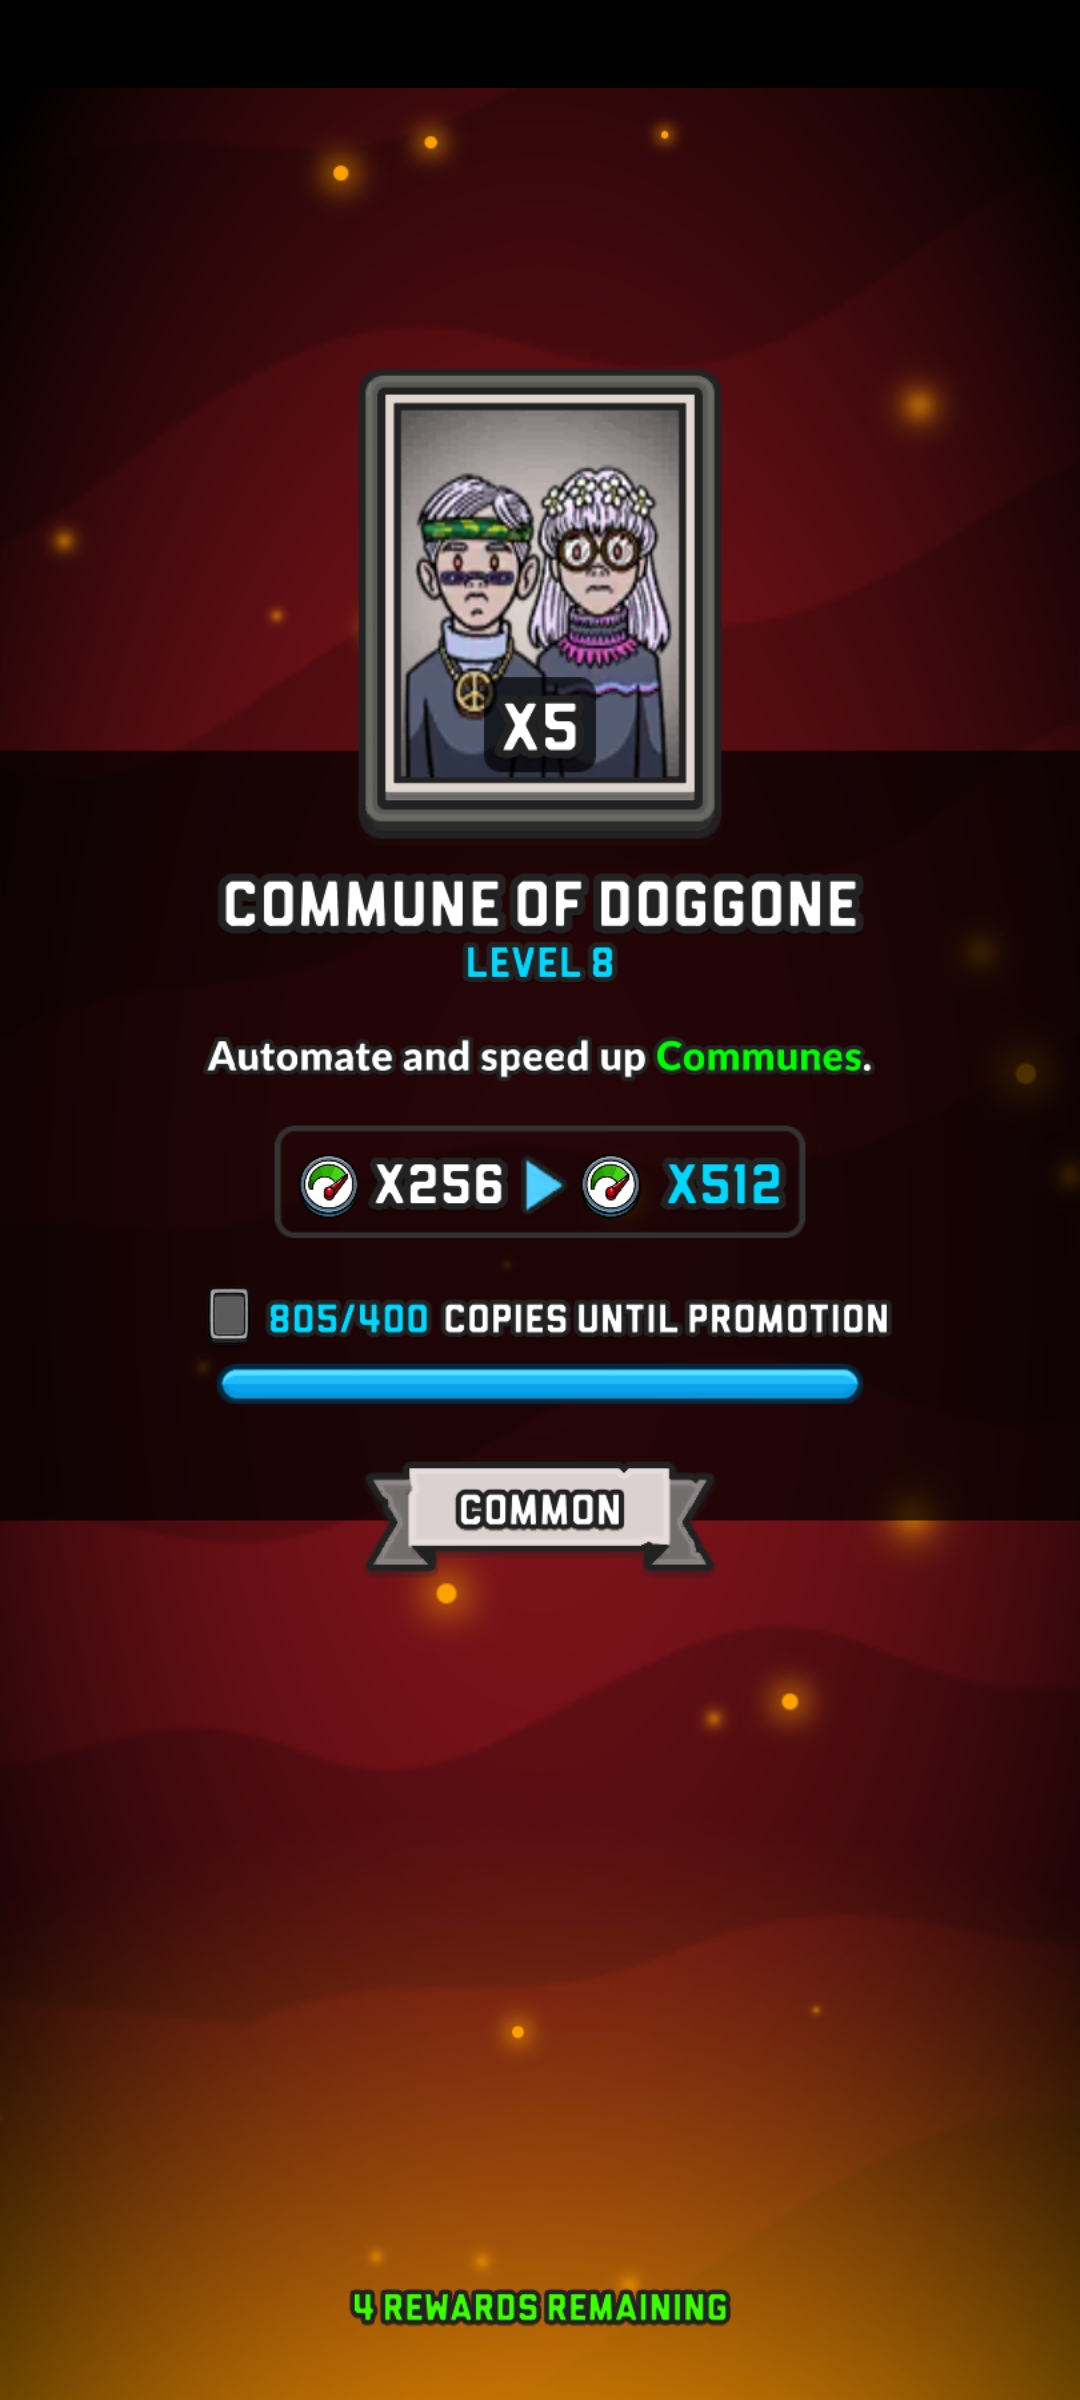 X5
COMMUNE OF DOGGONE
LEVEL 8
Automate and speed up Communes.
X256 X512
805/400 COPIES UNTIL PROMOTION
COMMON
4 REWARDS REMAINING